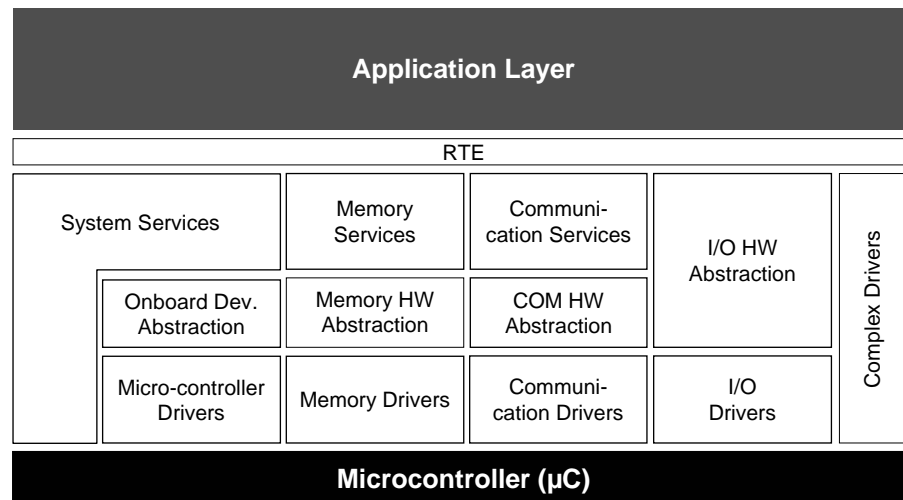 Application Layer
RTE
System Services
Memory
Services
Communi-
cation Services
I/O HW
Abstraction
Complex Drivers
Onboard Dev.
Abstraction
Memory HW
Abstraction
COM HW
Abstraction
Micro-controller
Drivers
Memory Drivers
Communi-
cation Drivers
I/O
Drivers
Microcontroller (µC)